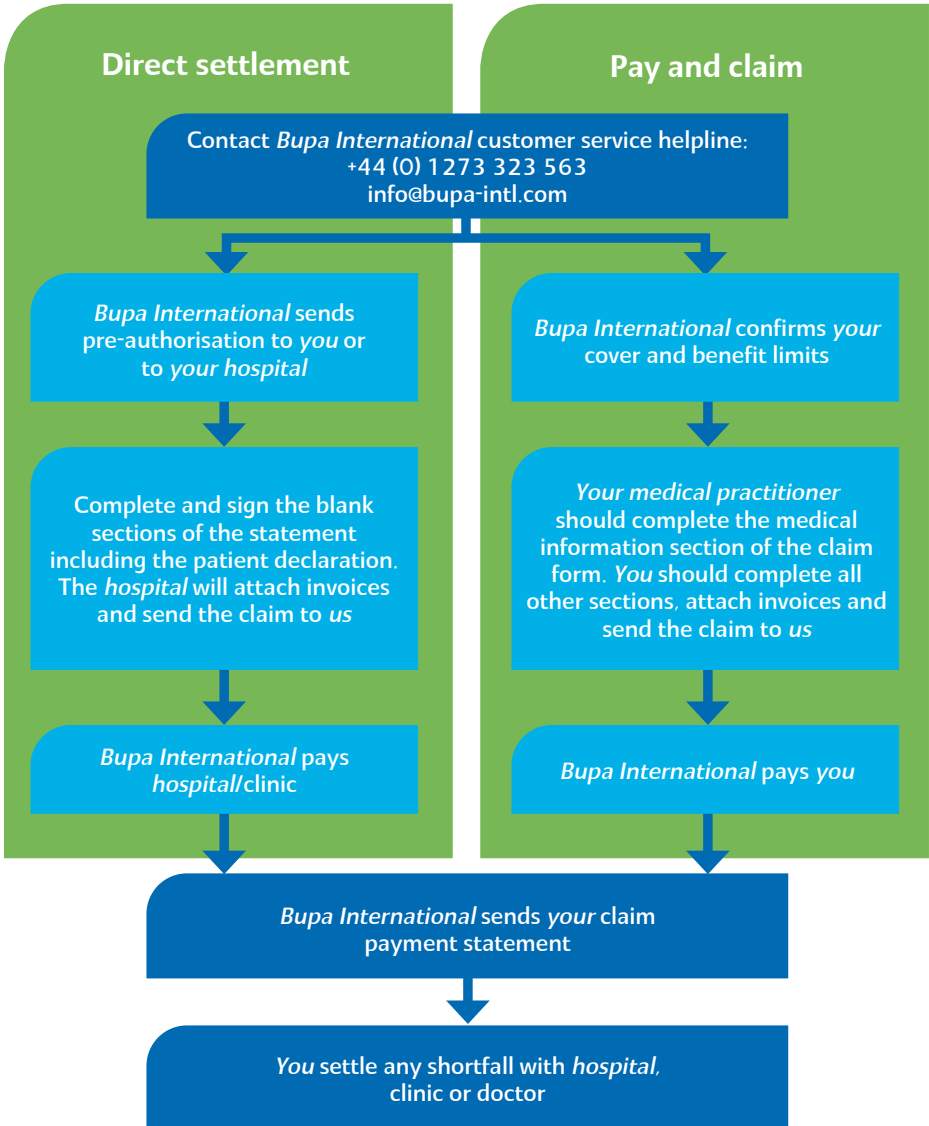 Direct settlement
Pay and claim
Contact Bupa International customer service helpline:
+44 (0) 1273 323 563
info@bupa-intl.com
Bupa International sends
pre-authorisation to you or
to your hospital
Bupa International confirms your
cover and benefit limits
Complete and sign the blank
sections of the statement
including the patient declaration.
The hospital will attach invoices
and send the claim to us
Your medical practitioner
should complete the medical
information section of the claim
form. You should complete all
other sections, attach invoices and
send the claim to us
Bupa International pays
hospital/clinic
Bupa International pays you
Bupa International sends your claim
payment statement
You settle any shortfall with hospital,
clinic or doctor